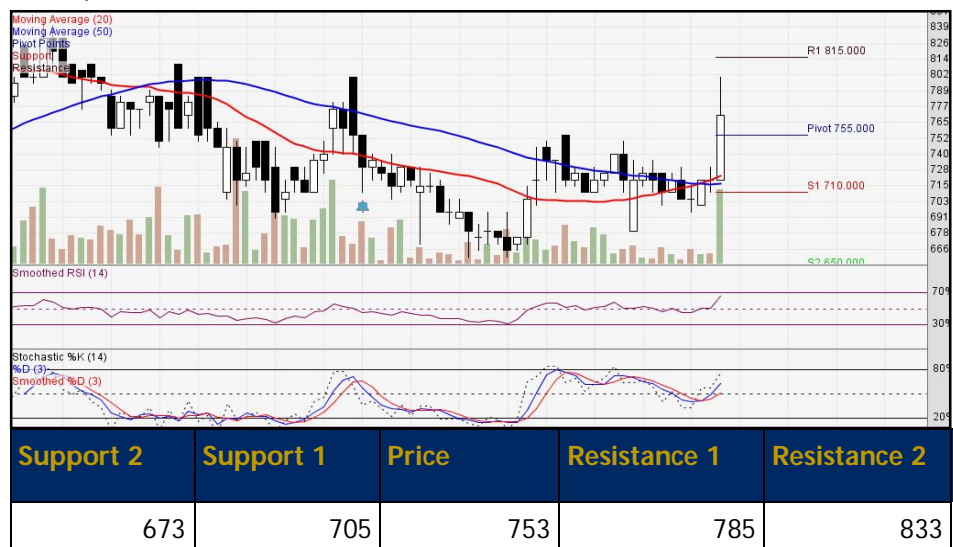 Moving Average (20)
Moving Average (50)
Pivot Points
Support
Resistance
839
826
R1 815.000
814
802
789
777
765
Pivot 755.000
752
740
728
S1 710.000
715
703
691
678
666
S2 650.000
Smoothed RSI (14)
70%
30%
Stochastic %K (14)
%D (3)
Smoothed %D (3)
80%
20%
Support 2 Support 1 Price Resistance 1 Resistance 2
673 705 753 785 833